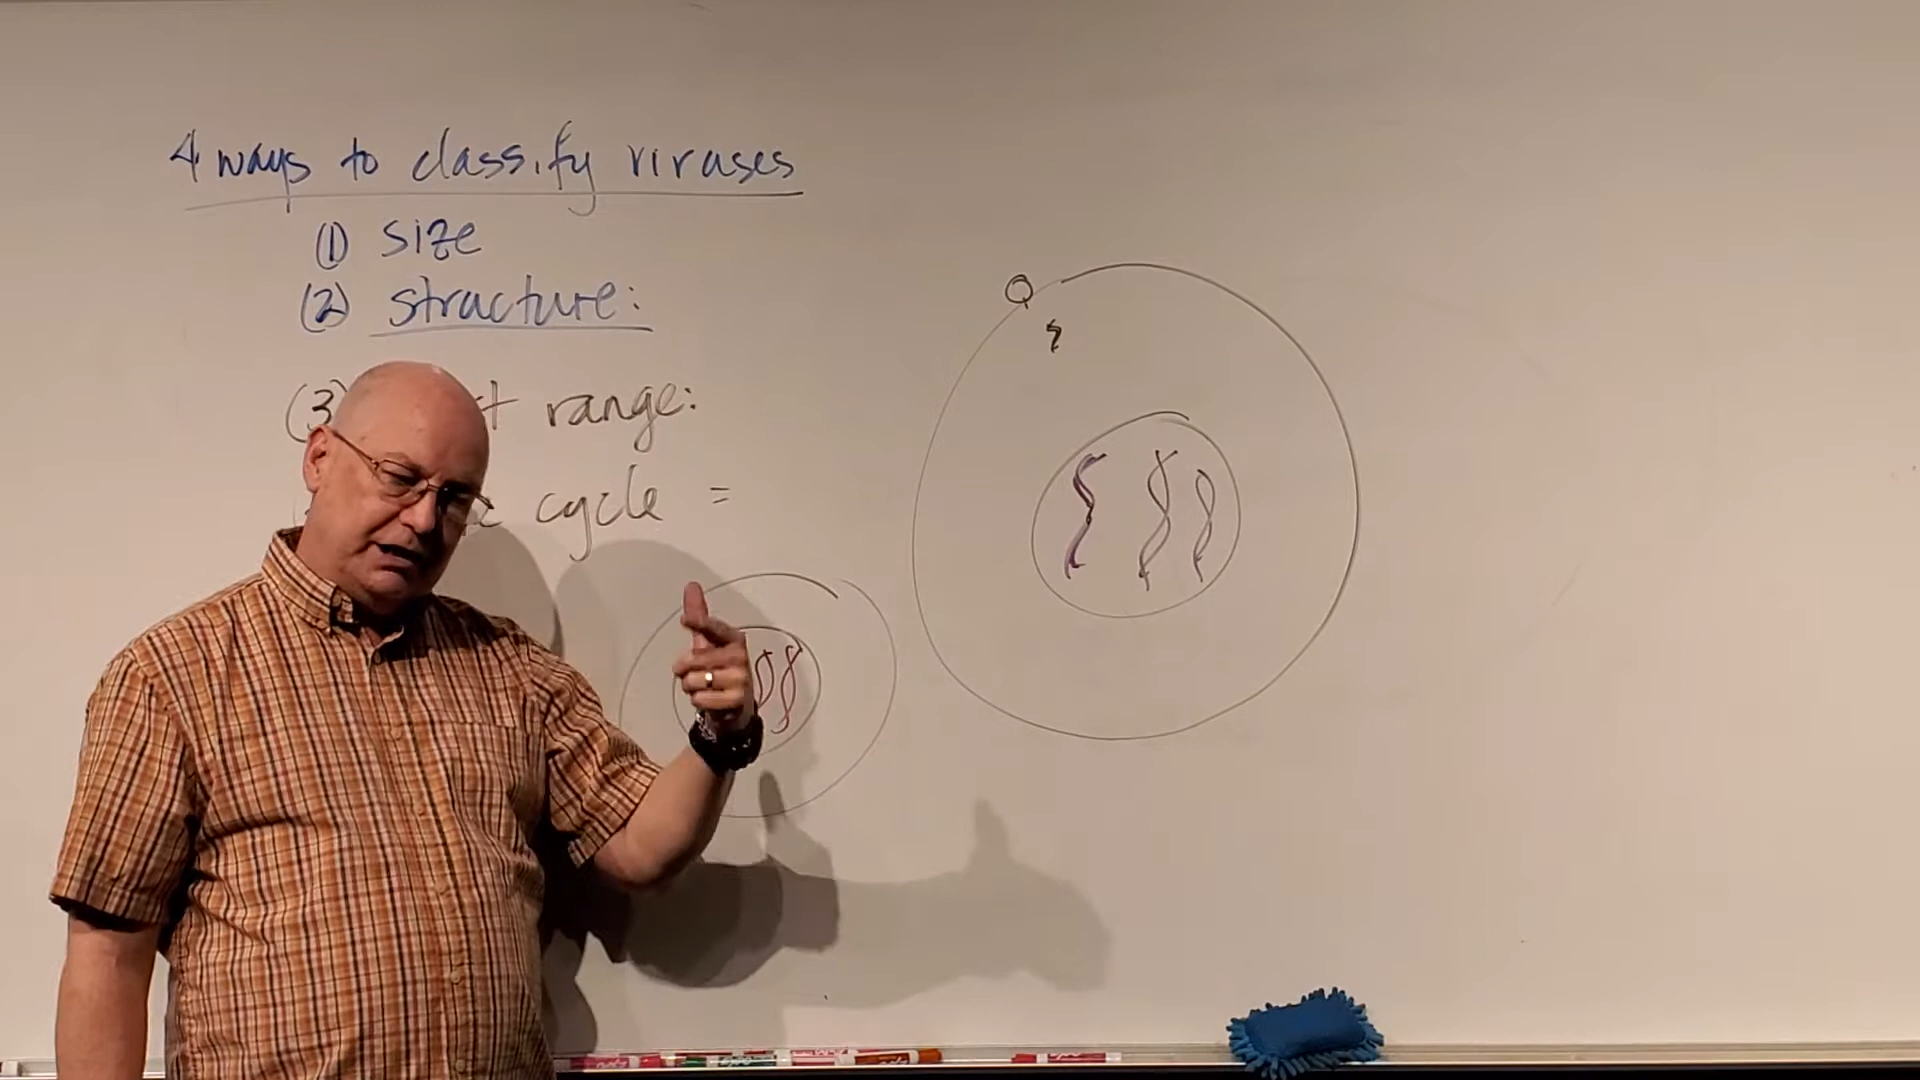 4 ways to classify viruses
(1) size
(2) structure:
(3) range:
cycle =